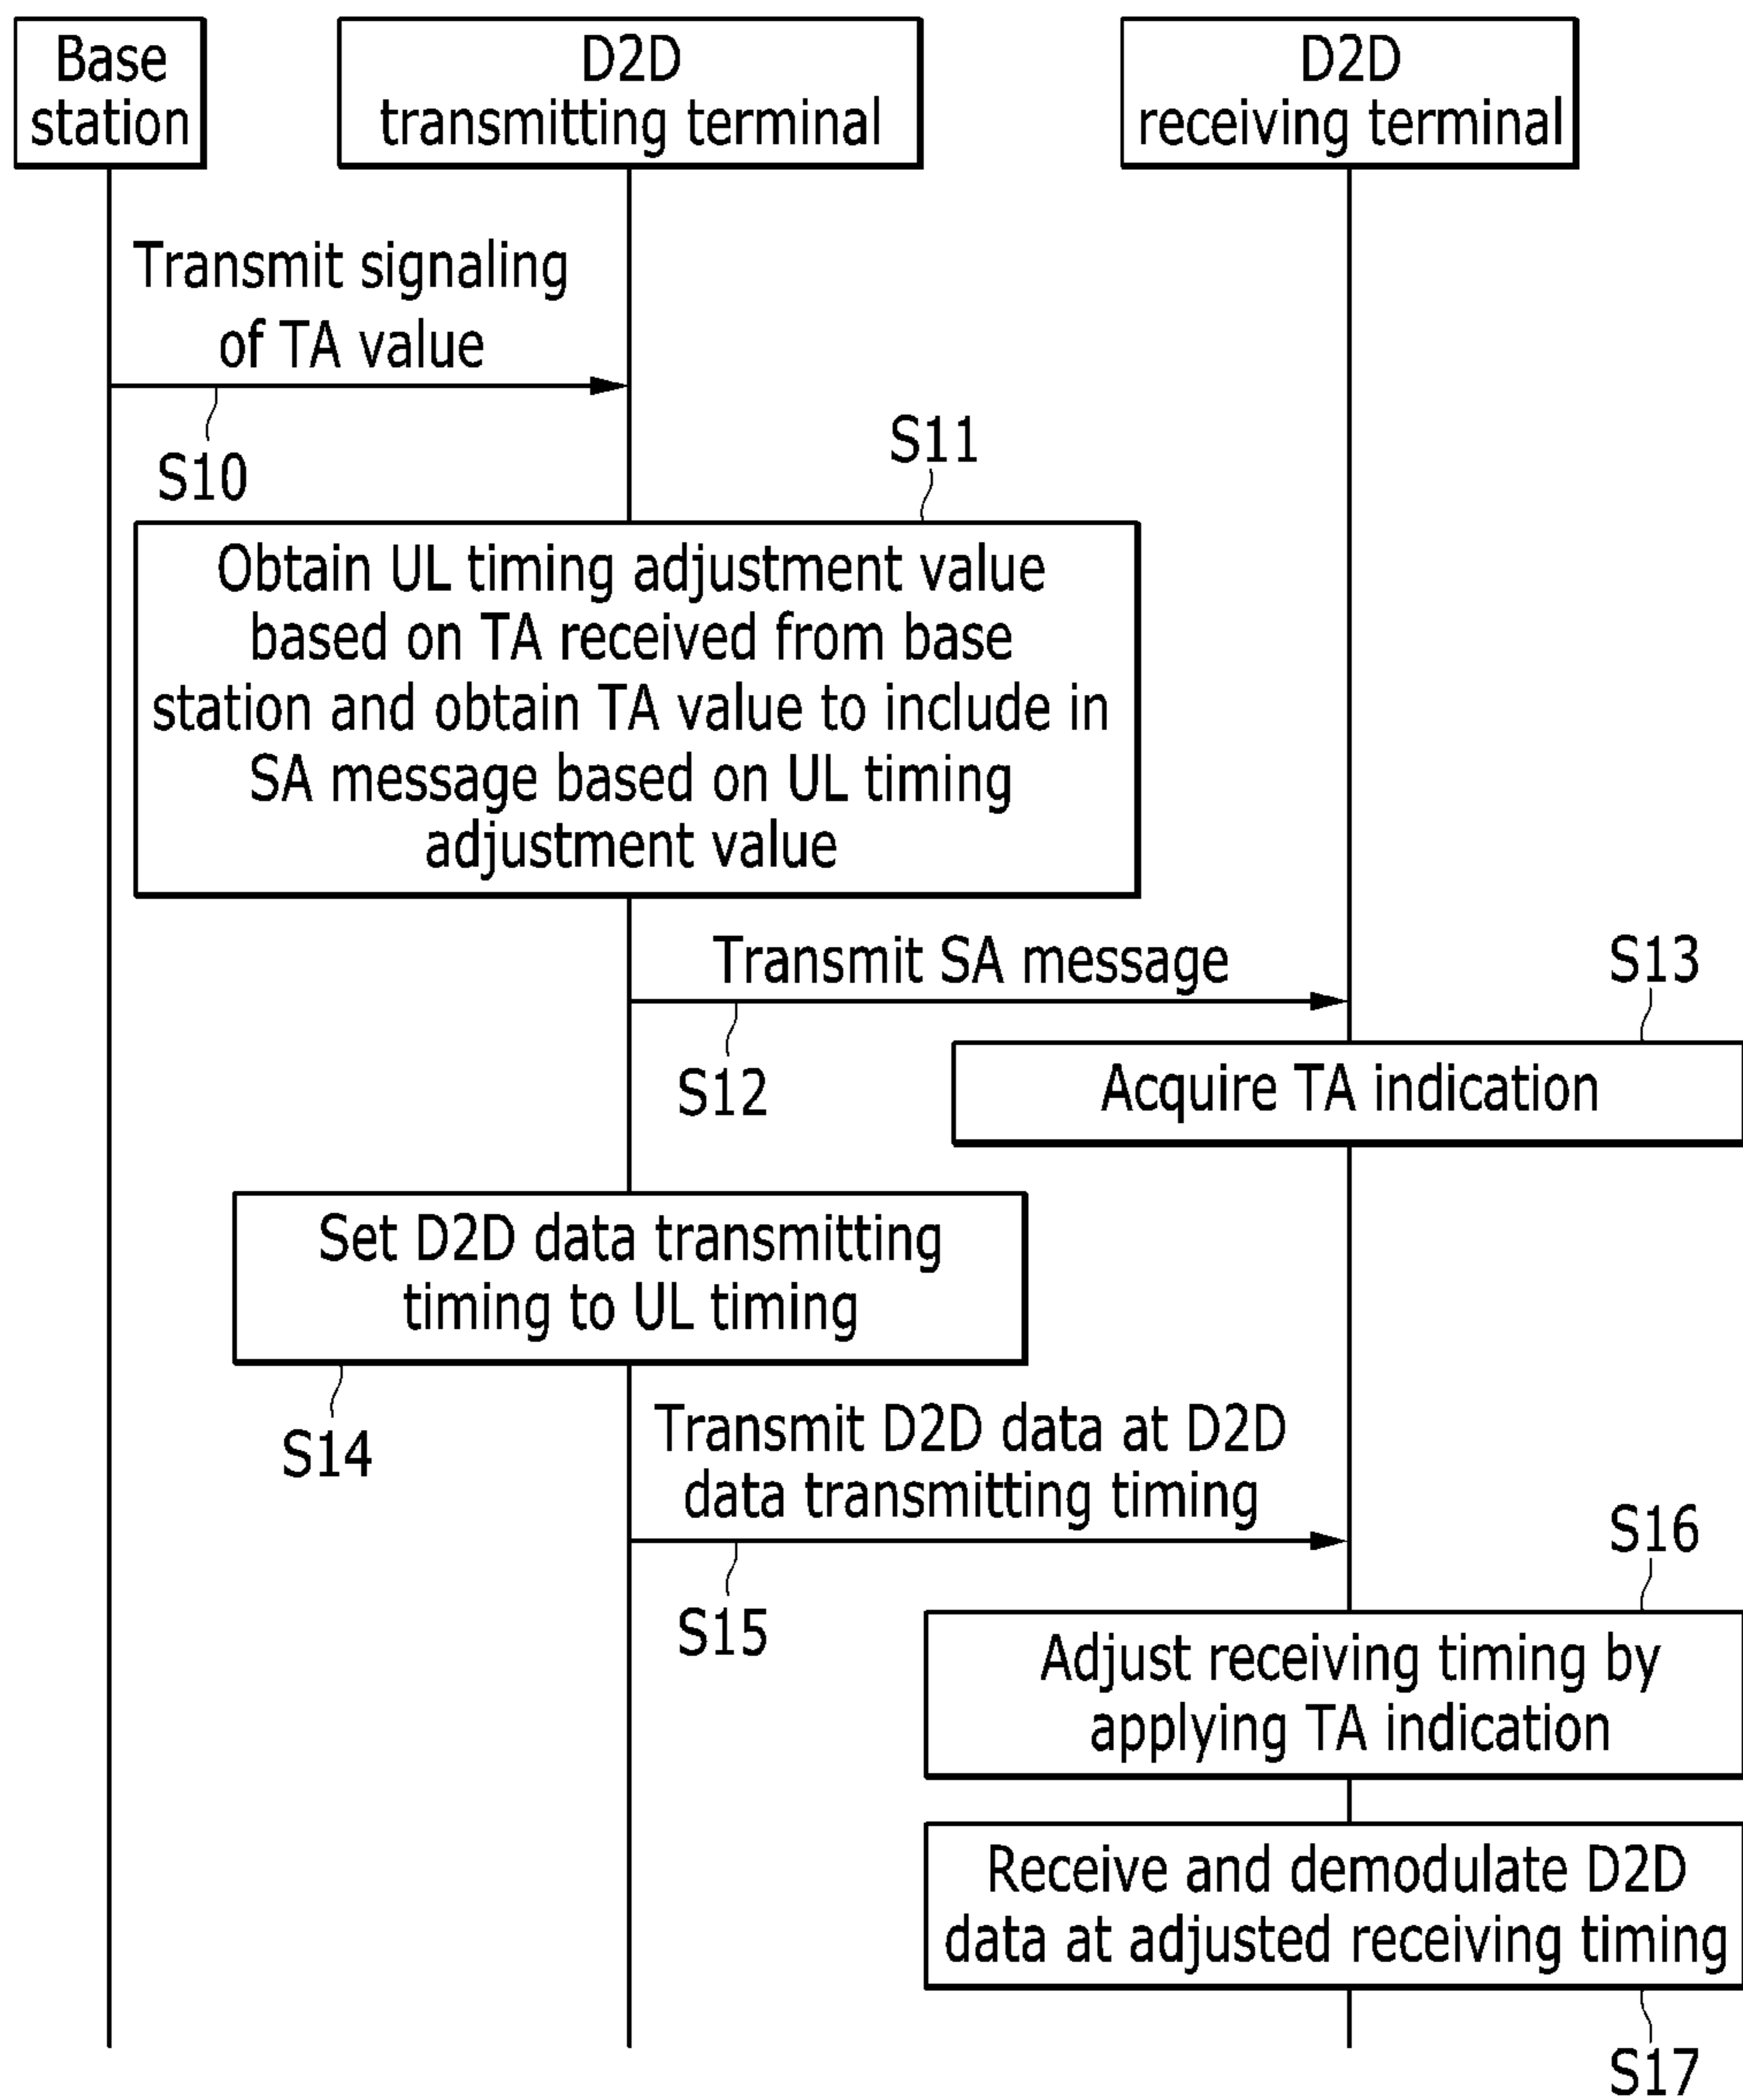 Base
station
D2D
transmitting terminal
D2D
receiving terminal
Transmit signaling
of TA value
S10
S11
Obtain UL timing adjustment value
based on TA received from base
station and obtain TA value to include in
SA message based on UL timing
adjustment value
Transmit SA message
S12
S13
Acquire TA indication
Set D2D data transmitting
timing to UL timing
S14
Transmit D2D data at D2D
data transmitting timing
S15
S16
Adjust receiving timing by
applying TA indication
Receive and demodulate D2D
data at adjusted receiving timing
S17